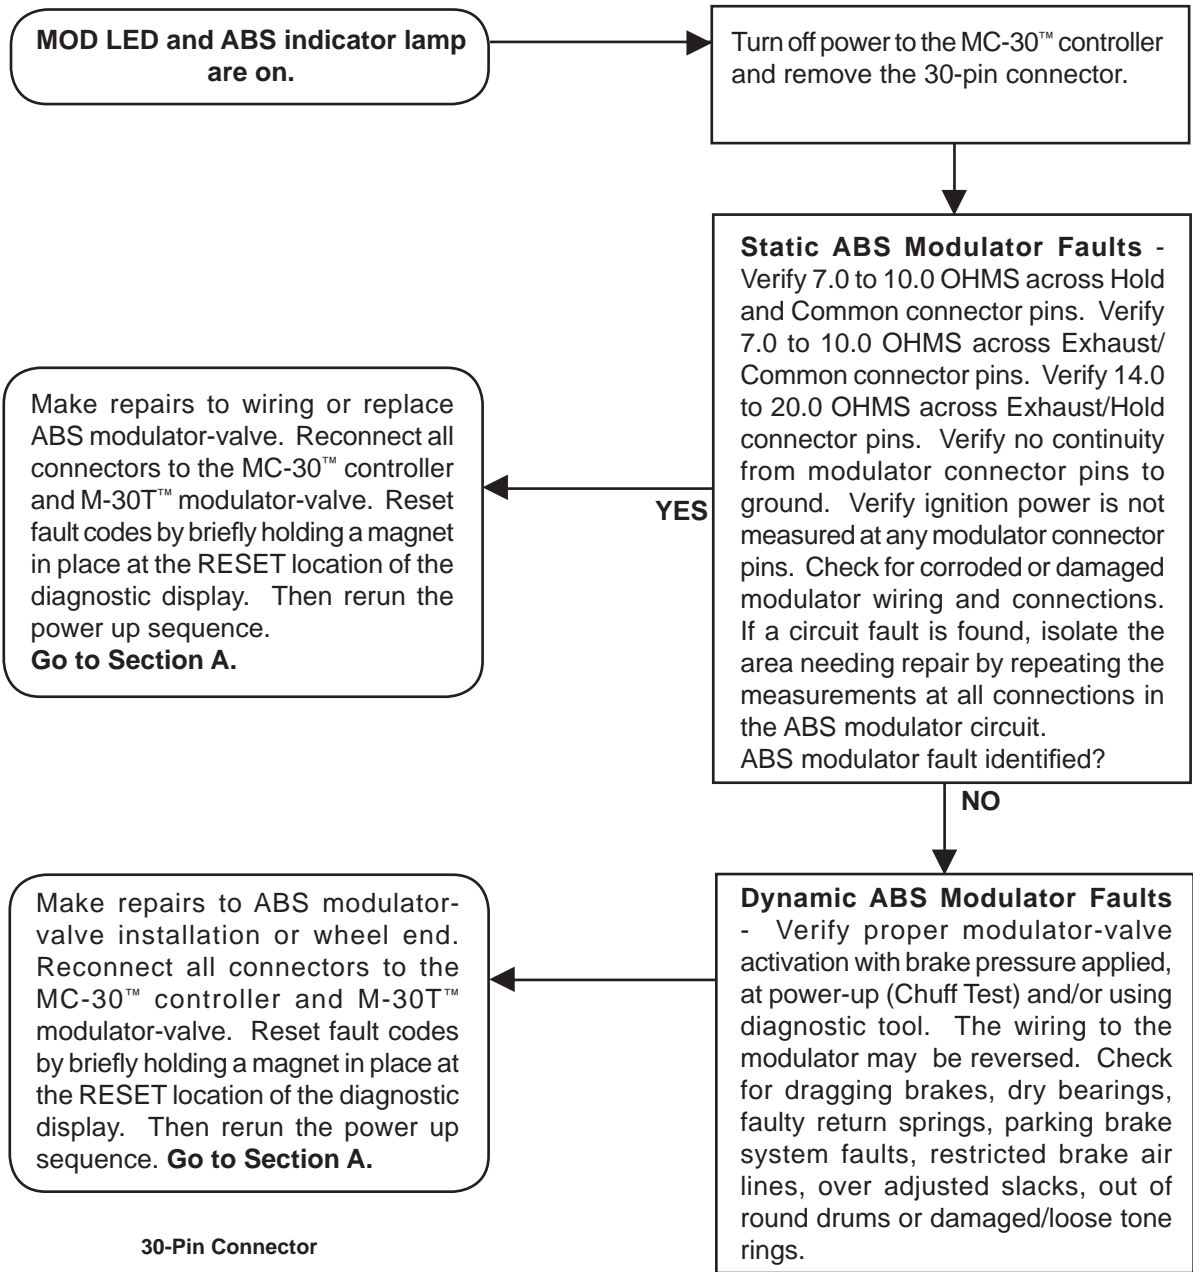 MOD LED and ABS indicator lamp
are on.
Turn off power to the MC-30™ controller
and remove the 30-pin connector.
Static ABS Modulator Faults -
Verify 7.0 to 10.0 OHMS across Hold
and Common connector pins. Verify
7.0 to 10.0 OHMS across Exhaust/
Common connector pins. Verify 14.0
to 20.0 OHMS across Exhaust/Hold
connector pins. Verify no continuity
from modulator connector pins to
ground. Verify ignition power is not
measured at any modulator connector
pins. Check for corroded or damaged
modulator wiring and connections.
If a circuit fault is found, isolate the
area needing repair by repeating the
measurements at all connections in
the ABS modulator circuit.
ABS modulator fault identified?
YES
Make repairs to wiring or replace
ABS modulator-valve. Reconnect all
connectors to the MC-30™ controller
and M-30T™ modulator-valve. Reset
fault codes by briefly holding a magnet
in place at the RESET location of the
diagnostic display. Then rerun the
power up sequence.
Go to Section A.
NO
Dynamic ABS Modulator Faults
- Verify proper modulator-valve
activation with brake pressure applied,
at power-up (Chuff Test) and/or using
diagnostic tool. The wiring to the
modulator may be reversed. Check
for dragging brakes, dry bearings,
faulty return springs, parking brake
system faults, restricted brake air
lines, over adjusted slacks, out of
round drums or damaged/loose tone
rings.
Make repairs to ABS modulator-
valve installation or wheel end.
Reconnect all connectors to the
MC-30™ controller and M-30T™
modulator-valve. Reset fault codes
by briefly holding a magnet in place at
the RESET location of the diagnostic
display. Then rerun the power up
sequence. Go to Section A.
30-Pin Connector